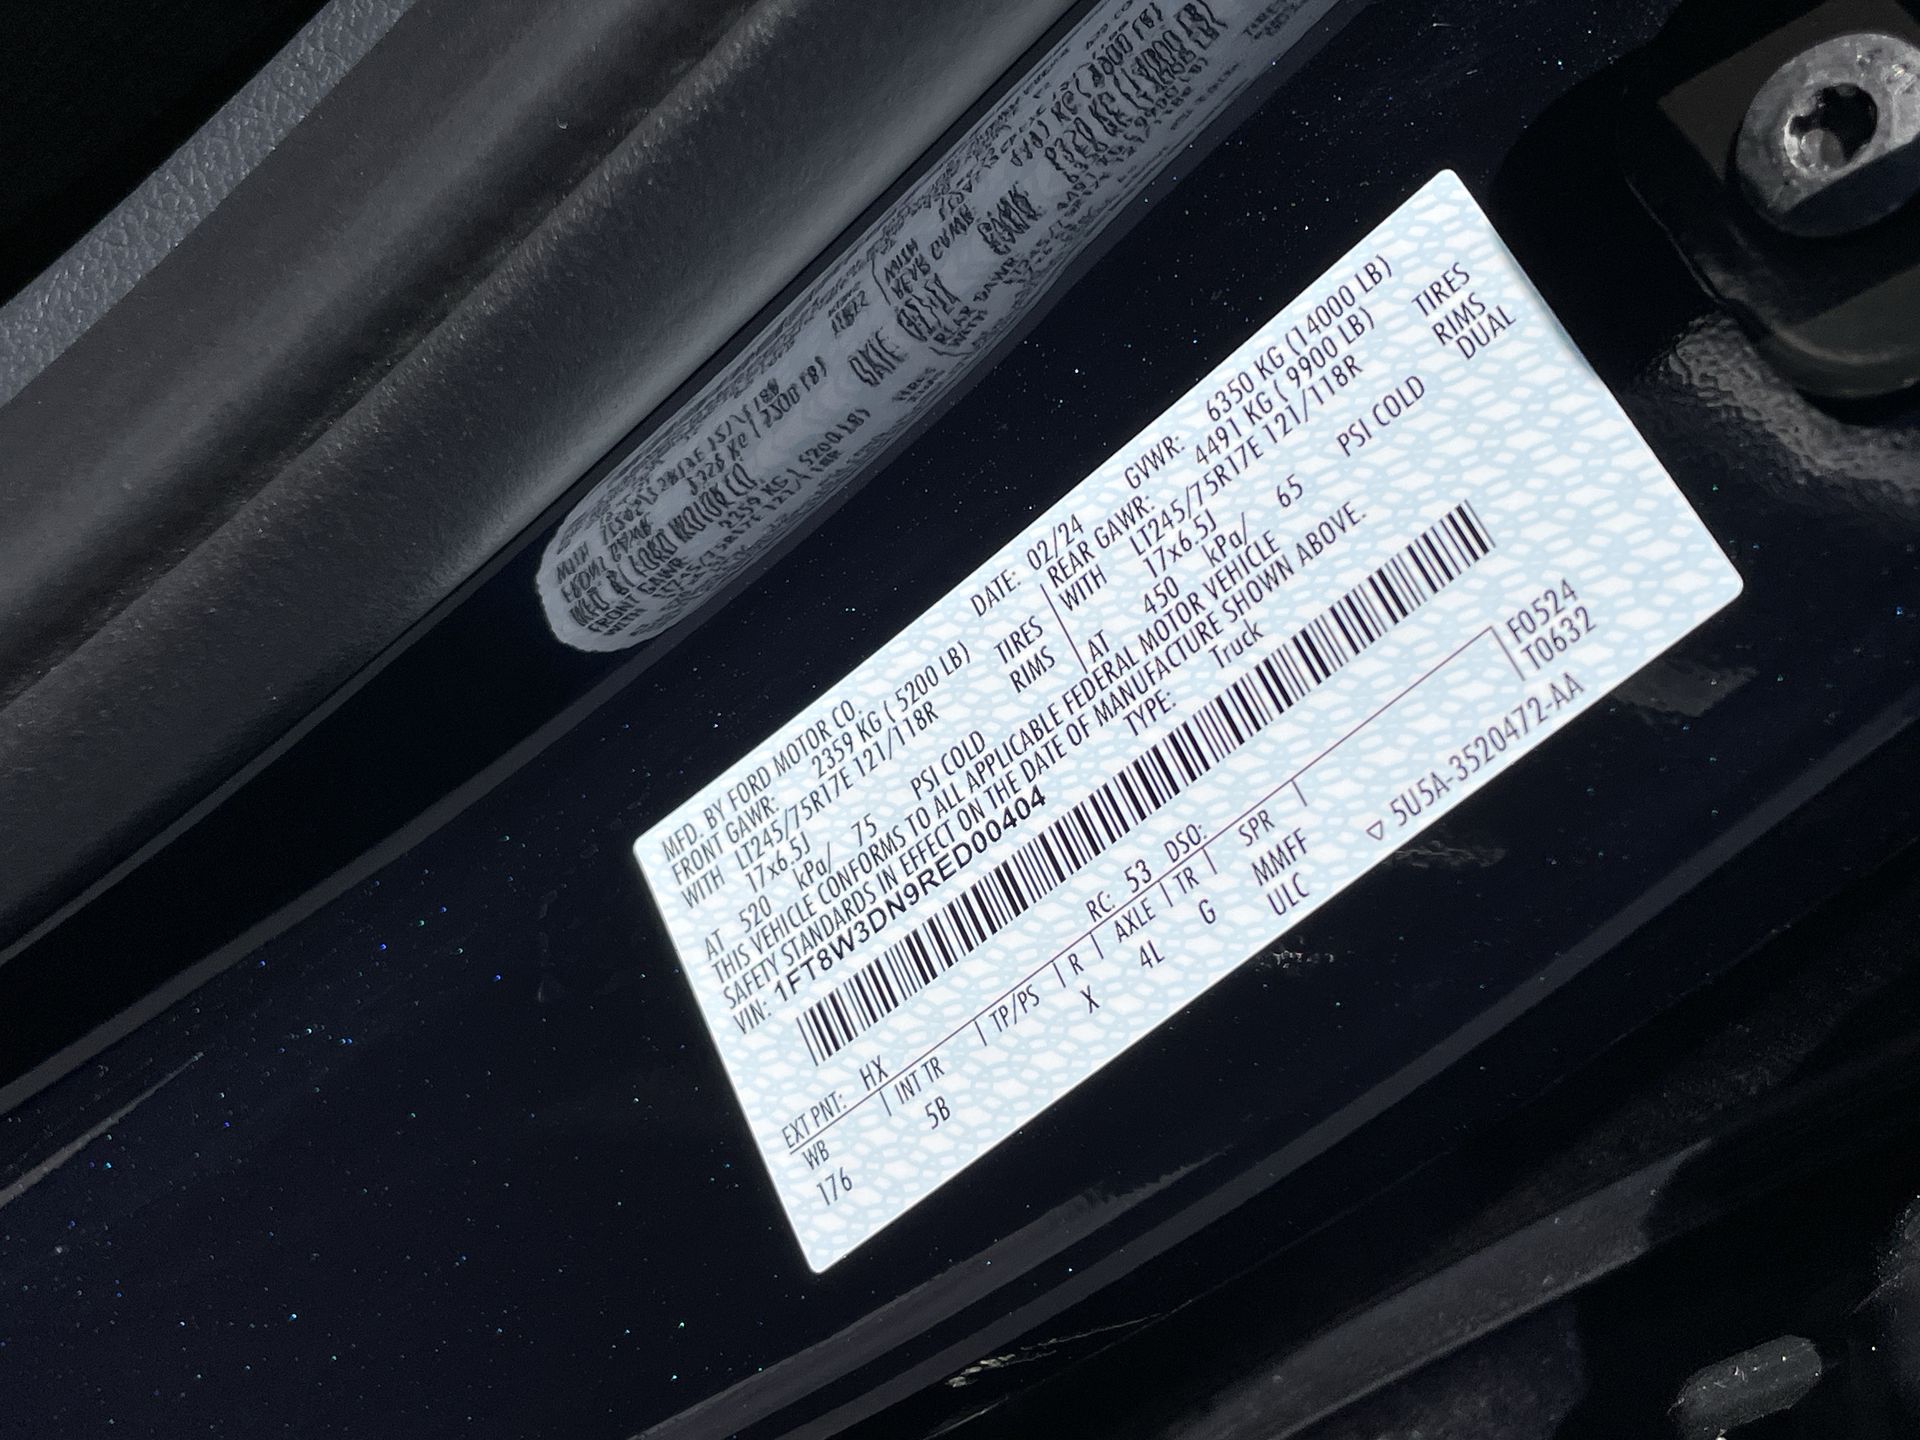 MFD. BY FORD MOTOR CO. DATE: 02/24 GVWR: 6350 KG (14000 LB)
FRONT GAWR: 2359 KG ( 5200 LB) REAR GAWR: 4491 KG ( 9900 LB)
WITH LT245/75R17E 121/118R TIRES WITH LT245/75R17E 121/118R TIRES
17x6.5J RIMS 17x6.5J RIMS
AT 520 kPa/ 75 PSI COLD AT 450 kPa/ 65 PSI COLD DUAL
THIS VEHICLE CONFORMS TO ALL APPLICABLE FEDERAL MOTOR VEHICLE
SAFETY STANDARDS IN EFFECT ON THE DATE OF MANUFACTURE SHOWN ABOVE.
VIN: 1FT8W3DN9RED00404 TYPE: Truck
F0524
T0632
EXT PNT: HX RC: 53 DSO:
WB INT TR TP/PS R AXLE TR SPR
176 5B X 4L G MMFF
ULC
▽ 5U5A-3520472-AA